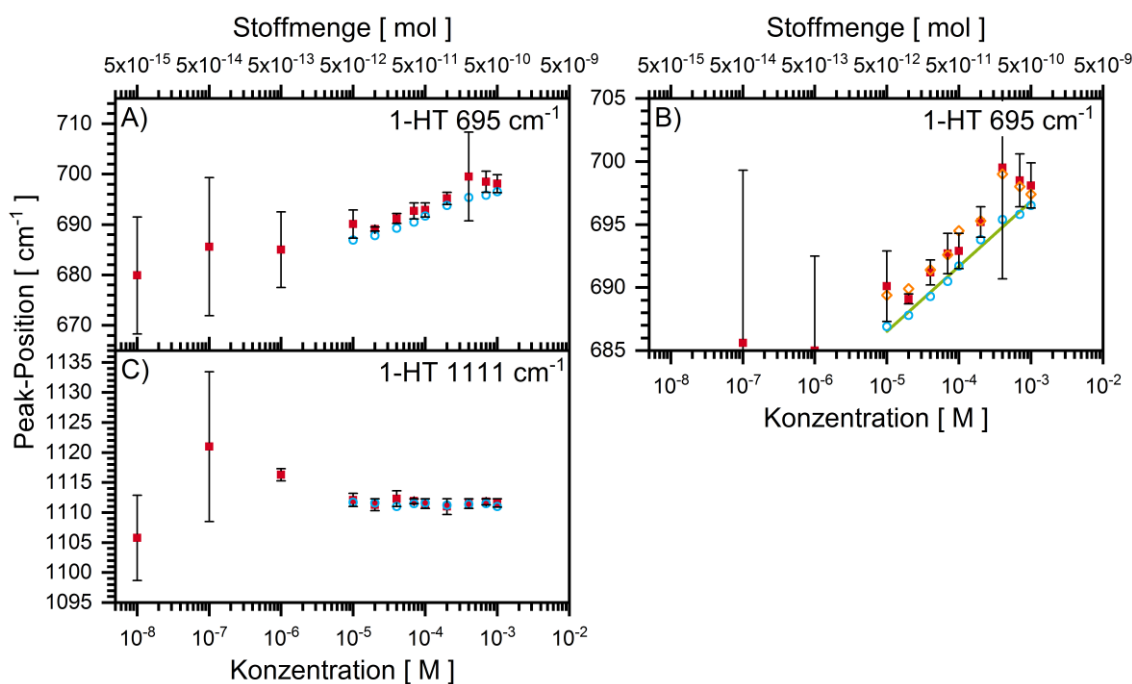 Stoffmenge [ mol ]
5x10⁻¹⁵ 5x10⁻¹⁴ 5x10⁻¹³ 5x10⁻¹² 5x10⁻¹¹ 5x10⁻¹⁰ 5x10⁻⁹
A) 1-HT 695 cm⁻¹
710
700
690
680
670
C) 1-HT 1111 cm⁻¹
1135
1130
1125
1120
1115
1110
1105
1100
1095
Peak-Position [ cm⁻¹ ]
10⁻⁸ 10⁻⁷ 10⁻⁶ 10⁻⁵ 10⁻⁴ 10⁻³ 10⁻²
Konzentration [ M ]
Stoffmenge [ mol ]
5x10⁻¹⁵ 5x10⁻¹⁴ 5x10⁻¹³ 5x10⁻¹² 5x10⁻¹¹ 5x10⁻¹⁰ 5x10⁻⁹
B) 1-HT 695 cm⁻¹
705
700
695
690
685
10⁻⁸ 10⁻⁷ 10⁻⁶ 10⁻⁵ 10⁻⁴ 10⁻³ 10⁻²
Konzentration [ M ]